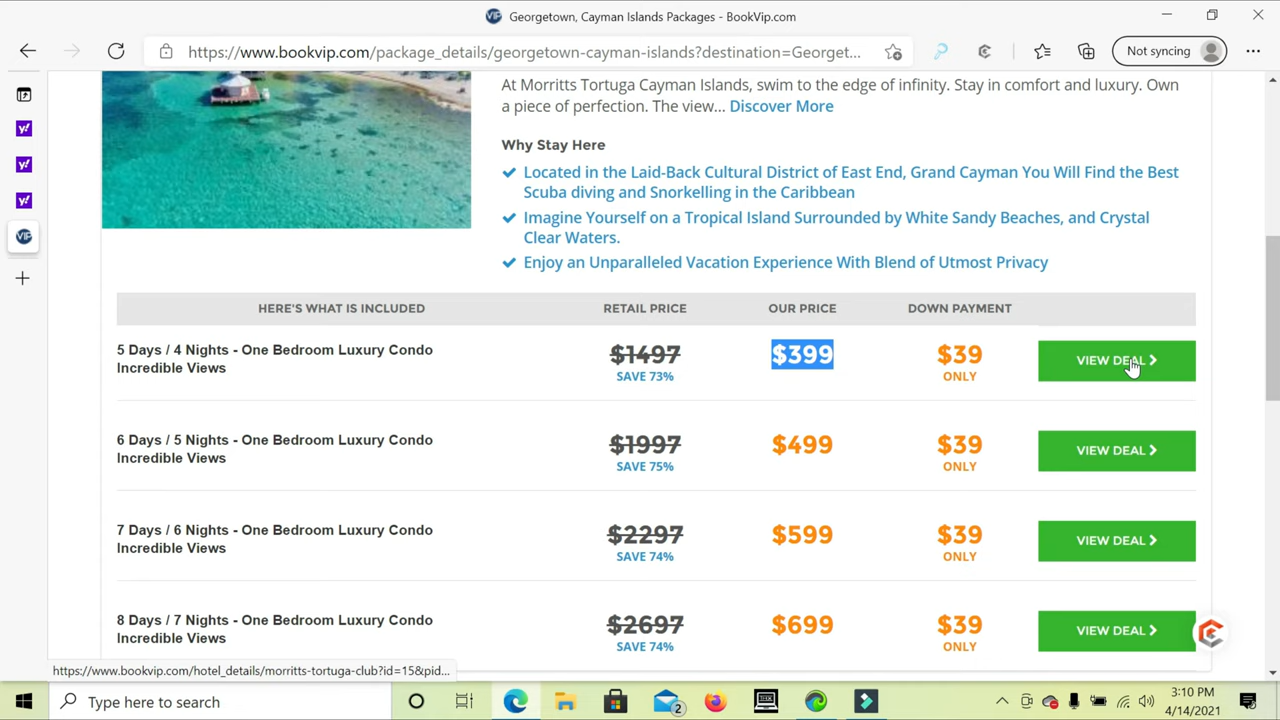 VIP Georgetown, Cayman Islands Packages - BookVip.com
https://www.bookvip.com/package_details/georgetown-cayman-islands?destination=Georget...
Not syncing
y!
y!
y!
VIP
At Morritts Tortuga Cayman Islands, swim to the edge of infinity. Stay in comfort and luxury. Own
a piece of perfection. The view... Discover More
Why Stay Here
Located in the Laid-Back Cultural District of East End, Grand Cayman You Will Find the Best
Scuba diving and Snorkelling in the Caribbean
Imagine Yourself on a Tropical Island Surrounded by White Sandy Beaches, and Crystal
Clear Waters.
Enjoy an Unparalleled Vacation Experience With Blend of Utmost Privacy
HERE'S WHAT IS INCLUDED RETAIL PRICE OUR PRICE DOWN PAYMENT
5 Days / 4 Nights - One Bedroom Luxury Condo
Incredible Views
$1497
SAVE 73%
$399
$39
ONLY
VIEW DEAL
6 Days / 5 Nights - One Bedroom Luxury Condo
Incredible Views
$1997
SAVE 75%
$499
$39
ONLY
VIEW DEAL
7 Days / 6 Nights - One Bedroom Luxury Condo
Incredible Views
$2297
SAVE 74%
$599
$39
ONLY
VIEW DEAL
8 Days / 7 Nights - One Bedroom Luxury Condo
Incredible Views
$2697
SAVE 74%
$699
$39
ONLY
VIEW DEAL
https://www.bookvip.com/hotel_details/morritts-tortuga-club?id=15&pid...
Type here to search
2
3:10 PM
4/14/2021